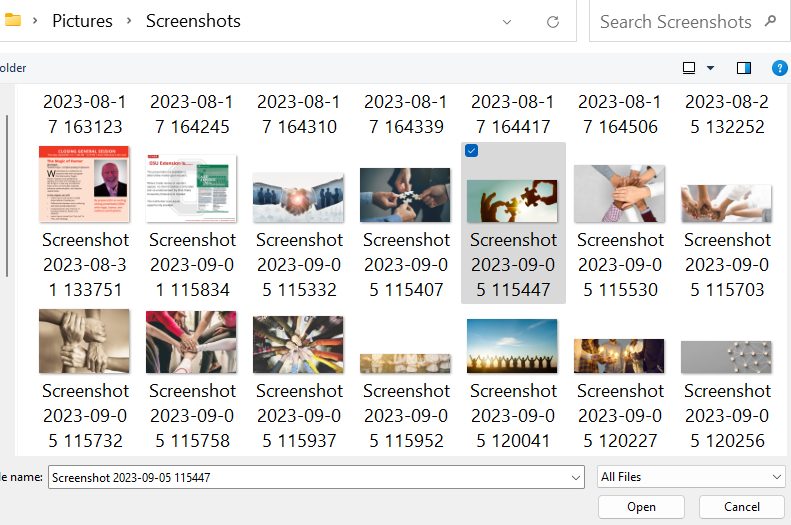 Pictures > Screenshots
Search Screenshots
older
2023-08-1 2023-08-1 2023-08-1 2023-08-1 2023-08-1 2023-08-1 2023-08-2
7 163123 7 164245 7 164310 7 164339 7 164417 7 164506 5 132252
CLOSING GENERAL SESSION
The Magic of Humor
OSU Extension is...
Screenshot Screenshot Screenshot Screenshot Screenshot Screenshot Screenshot
2023-08-3 2023-09-0 2023-09-0 2023-09-0 2023-09-0 2023-09-0 2023-09-0
1 133751 1 115834 5 115332 5 115407 5 115447 5 115530 5 115703
Screenshot Screenshot Screenshot Screenshot Screenshot Screenshot Screenshot
2023-09-0 2023-09-0 2023-09-0 2023-09-0 2023-09-0 2023-09-0 2023-09-0
5 115732 5 115758 5 115937 5 115952 5 120041 5 120227 5 120256
le name: Screenshot 2023-09-05 115447 All Files
Open Cancel